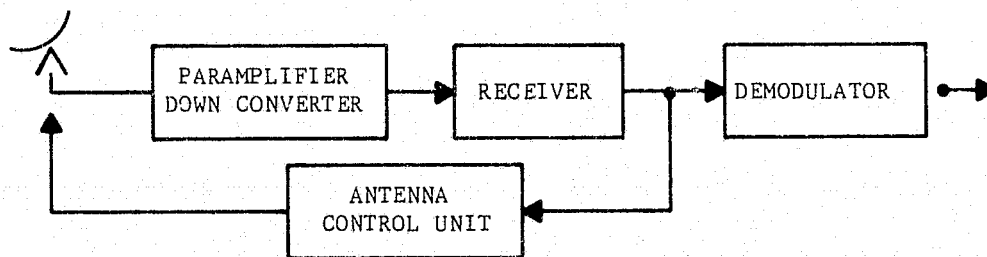 PARAMPLIFIER
DOWN CONVERTER
RECEIVER
DEMODULATOR
ANTENNA
CONTROL UNIT